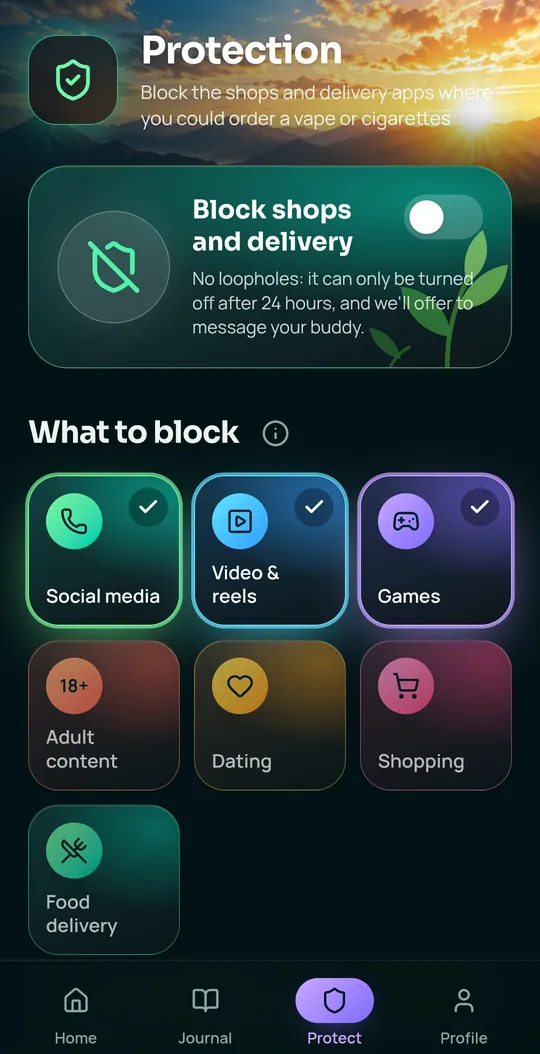 Protection
Block the shops and delivery apps where
you could order a vape or cigarettes
Block shops
and delivery
No loopholes: it can only be turned
off after 24 hours, and we'll offer to
message your buddy.
What to block
Social media
Video &
reels
Games
18+
Adult
content
Dating
Shopping
Food
delivery
Home
Journal
Protect
Profile